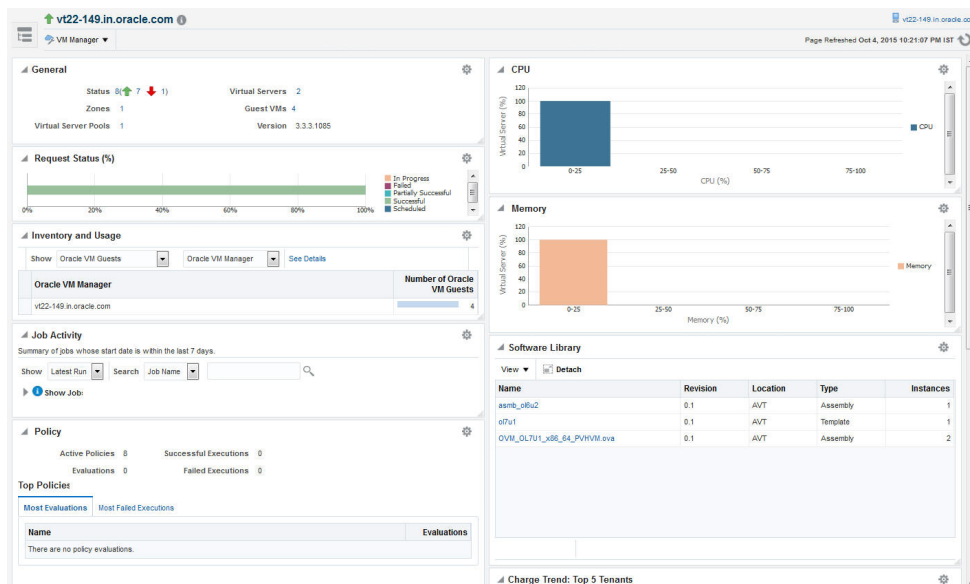 vt22-149.in.oracle.com
vt22-149.in.oracle.co
VM Manager
Page Refreshed Oct 4, 2015 10:21:07 PM IST
General
Status 8( 7 1)
Virtual Servers 2
Zones 1
Guest VMs 4
Virtual Server Pools 1
Version 3.3.3.1085
Request Status (%)
In Progress
Failed
Partially Successful
Successful
Scheduled
0% 20% 40% 60% 80% 100%
Inventory and Usage
Show Oracle VM Guests Oracle VM Manager See Details
Oracle VM Manager
Number of Oracle
VM Guests
vt22-149.in.oracle.com 4
Job Activity
Summary of jobs whose start date is within the last 7 days.
Show Latest Run Search Job Name
Show Job:
Policy
Active Policies 8 Successful Executions 0
Evaluations 0 Failed Executions 0
Top Policies
Most Evaluations Most Failed Executions
Name Evaluations
There are no policy evaluations.
CPU
Virtual Server (%)
120
100
80
60
40
20
0
0-25 25-50 50-75 75-100
CPU (%)
CPU
Memory
Virtual Server (%)
120
100
80
60
40
20
0
0-25 25-50 50-75 75-100
Memory (%)
Memory
Software Library
View Detach
Name Revision Location Type Instances
asmb_ol6u2 0.1 AVT Assembly 1
ol7u1 0.1 AVT Template 1
OVM_OL7U1_x86_64_PVHVM.ova 0.1 AVT Assembly 2
Charge Trend: Top 5 Tenants